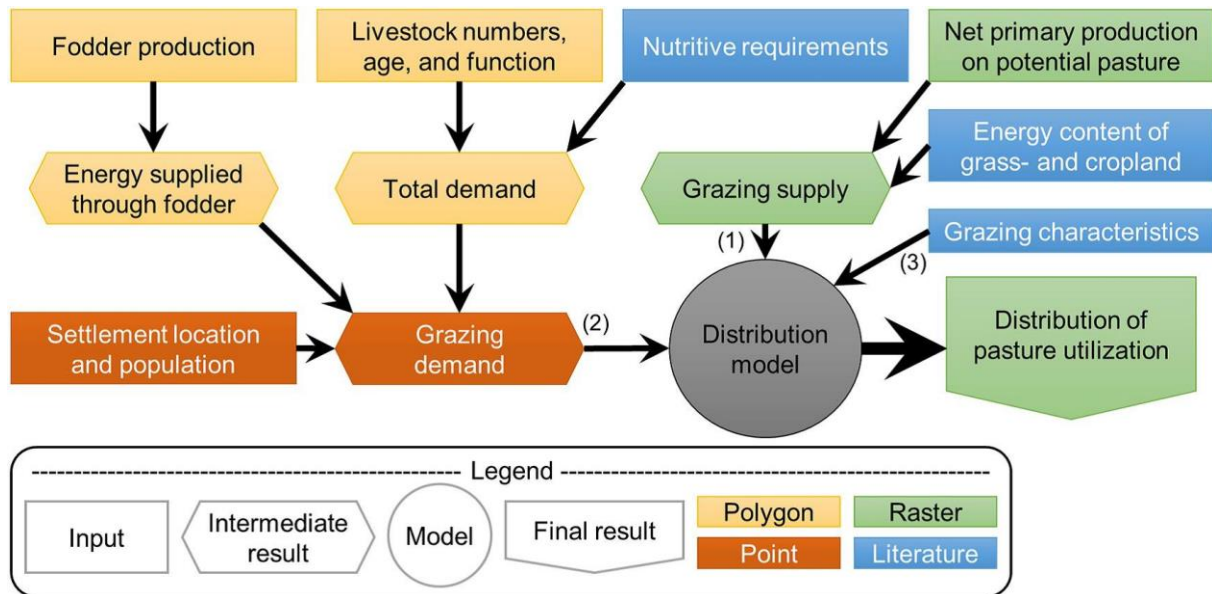 Fodder production
Livestock numbers,
age, and function
Nutritive requirements
Net primary production
on potential pasture
Energy content of
grass- and cropland
Energy supplied
through fodder
Total demand
Grazing supply
Grazing characteristics
(1)
(3)
Settlement location
and population
Grazing
demand
(2)
Distribution
model
Distribution of
pasture utilization
Legend
Input
Intermediate
result
Model
Final result
Polygon
Raster
Point
Literature